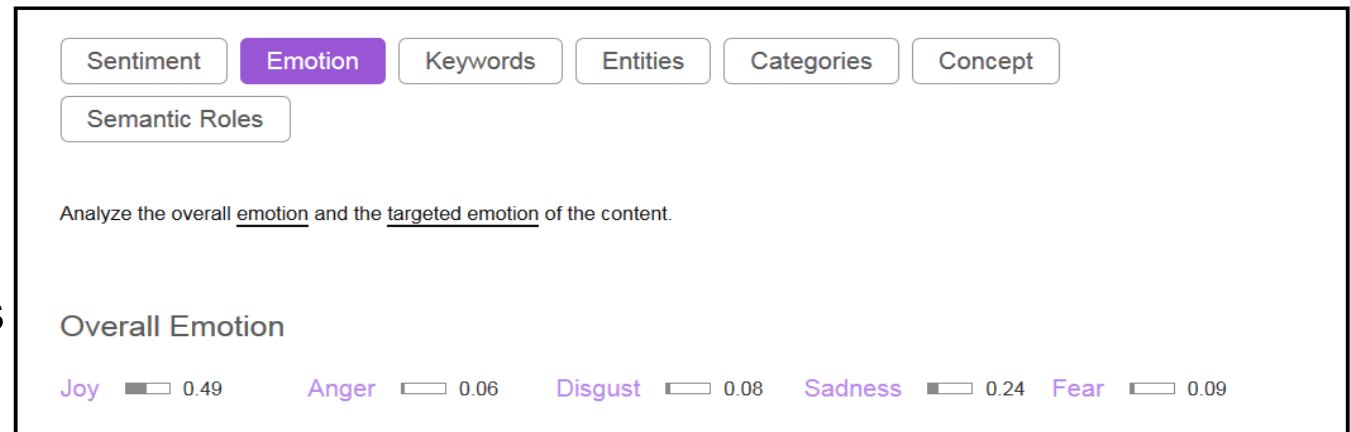 Sentiment Emotion Keywords Entities Categories Concept
Semantic Roles
Analyze the overall emotion and the targeted emotion of the content.
s
Overall Emotion
Joy 0.49 Anger 0.06 Disgust 0.08 Sadness 0.24 Fear 0.09